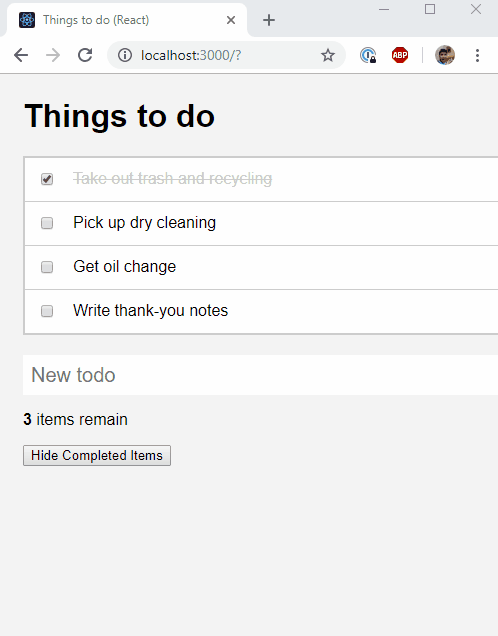 Things to do (React)
localhost:3000/?
ABP
Things to do
Take out trash and recycling
Pick up dry cleaning
Get oil change
Write thank-you notes
New todo
3 items remain
Hide Completed Items